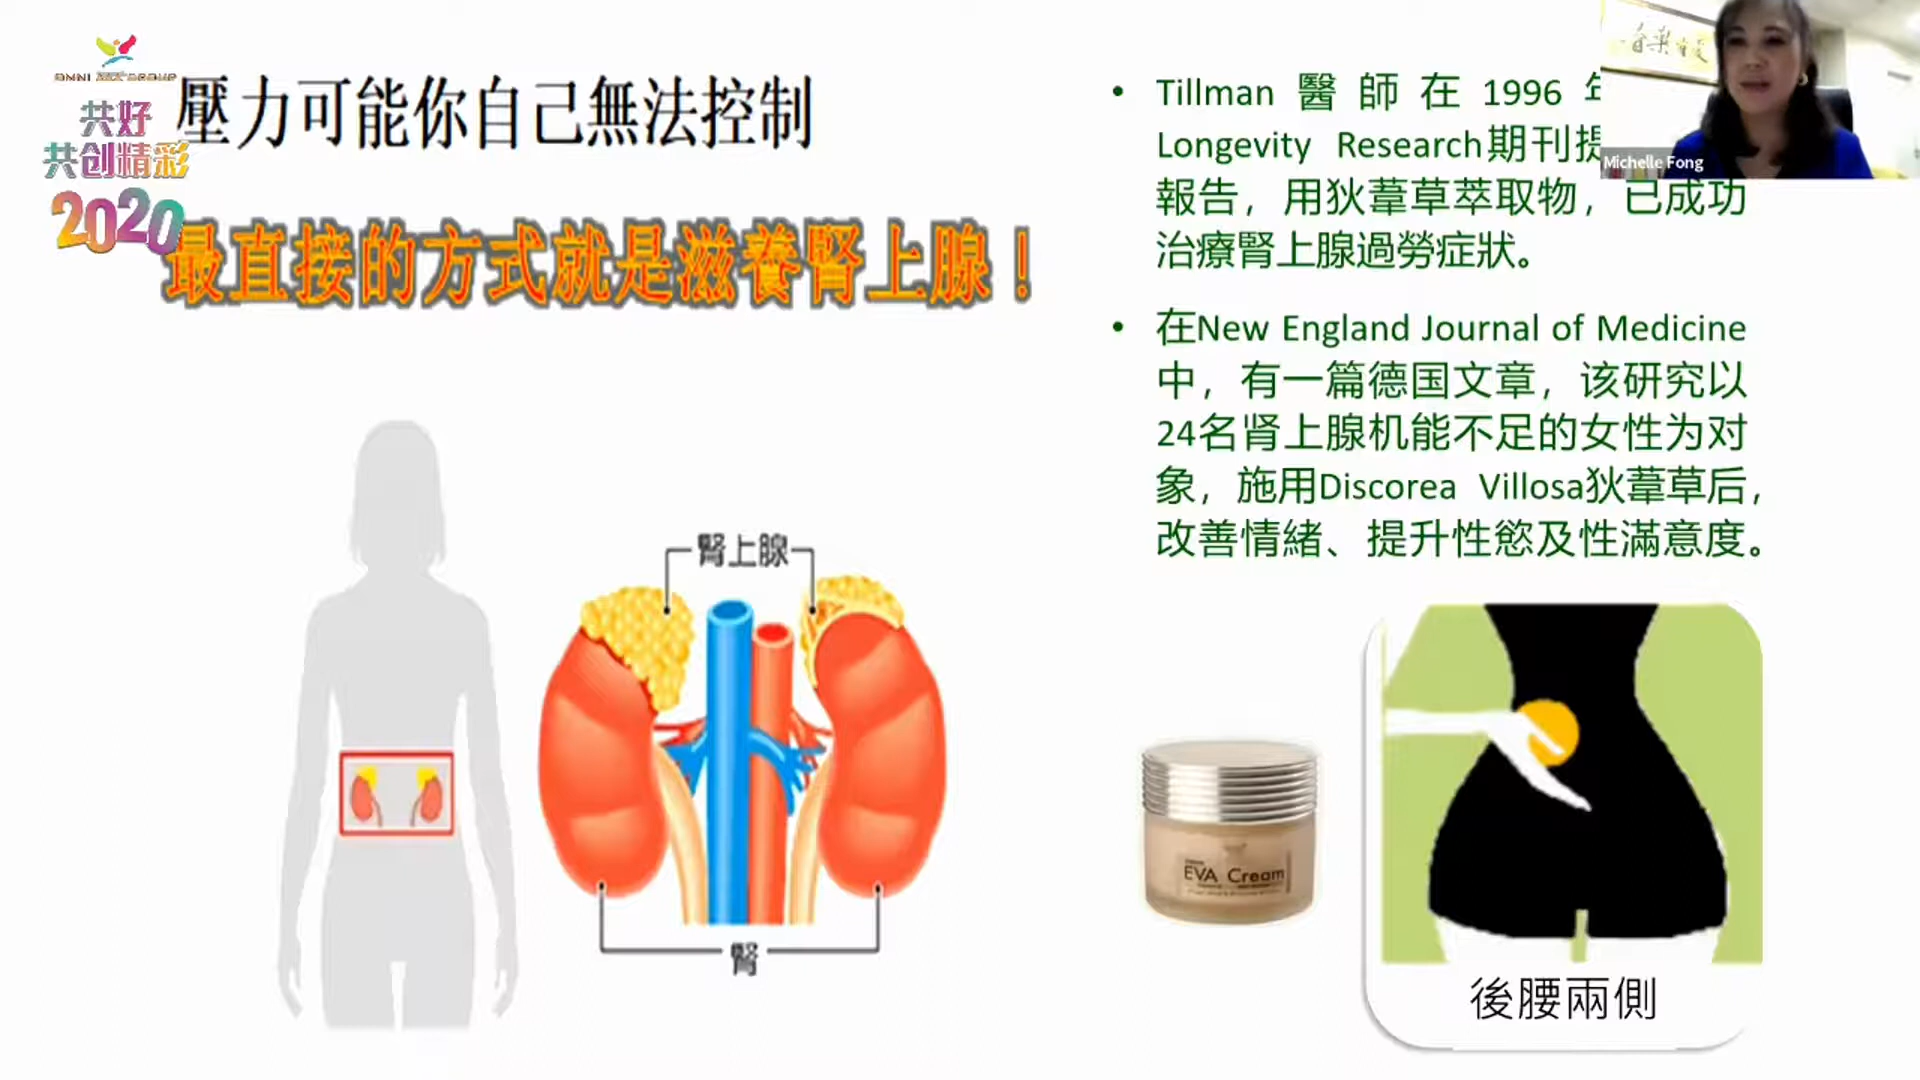 共好
共创精彩
2020
壓力可能你自己無法控制
最直接的方式就是滋養腎上腺！
腎上腺
腎
• Tillman 醫師在 1996
Longevity Research期刊提
報告，用狄葦草萃取物，已成功
治療腎上腺過勞症狀。
• 在New England Journal of Medicine
中，有一篇德国文章，该研究以
24名肾上腺机能不足的女性为对
象，施用Discorea Villosa狄葦草后，
改善情緒、提升性慾及性滿意度。
Michelle Fong
EVA Cream
後腰兩側